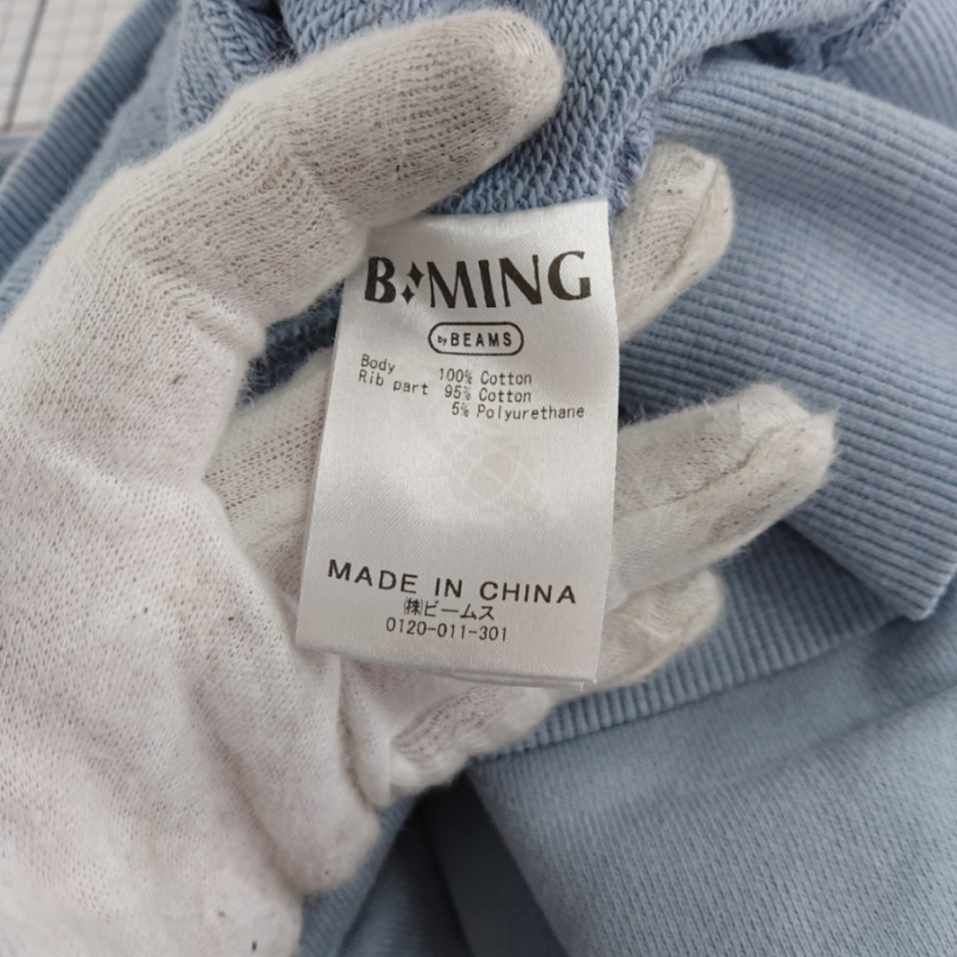 B:MING
by BEAMS
Body 100% Cotton
Rib part 95% Cotton
5% Polyurethane
MADE IN CHINA
㈱ビームス
0120-011-301